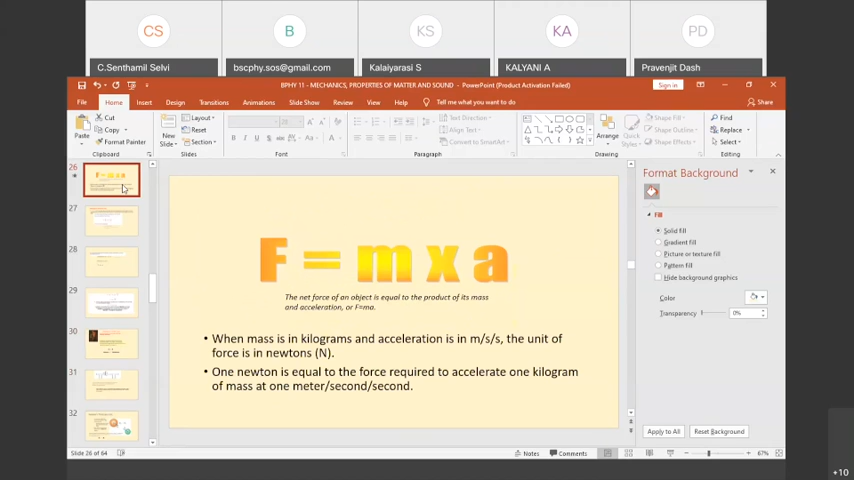 CS
B
KS
KA
PD
C.Senthamil Selvi
bscphy.sos@gmail.com
Kalaiyarasi S
KALYANI A
Pravenjit Dash
BPHY 11 - MECHANICS, PROPERTIES OF MATTER AND SOUND - PowerPoint (Product Activation Failed)
Sign in
File
Home
Insert
Design
Transitions
Animations
Slide Show
Review
View
Help
Tell me what you want to do
Share
Paste
Cut
Copy
Format Painter
Clipboard
New
Slide
Layout
Reset
Section
Slides
Text Direction
Align Text
Convert to SmartArt
Paragraph
Arrange
Quick
Styles
Shape Fill
Shape Outline
Shape Effects
Drawing
Find
Replace
Select
Editing
26
27
28
29
30
31
32
F = m x a
The net force of an object is equal to the product of its mass
and acceleration, or F=ma.
• When mass is in kilograms and acceleration is in m/s/s, the unit of
force is in newtons (N).
• One newton is equal to the force required to accelerate one kilogram
of mass at one meter/second/second.
Format Background
Fill
Solid fill
Gradient fill
Picture or texture fill
Pattern fill
Hide background graphics
Color
Transparency
0%
Apply to All
Reset Background
Slide 26 of 64
Notes
Comments
67%
+10